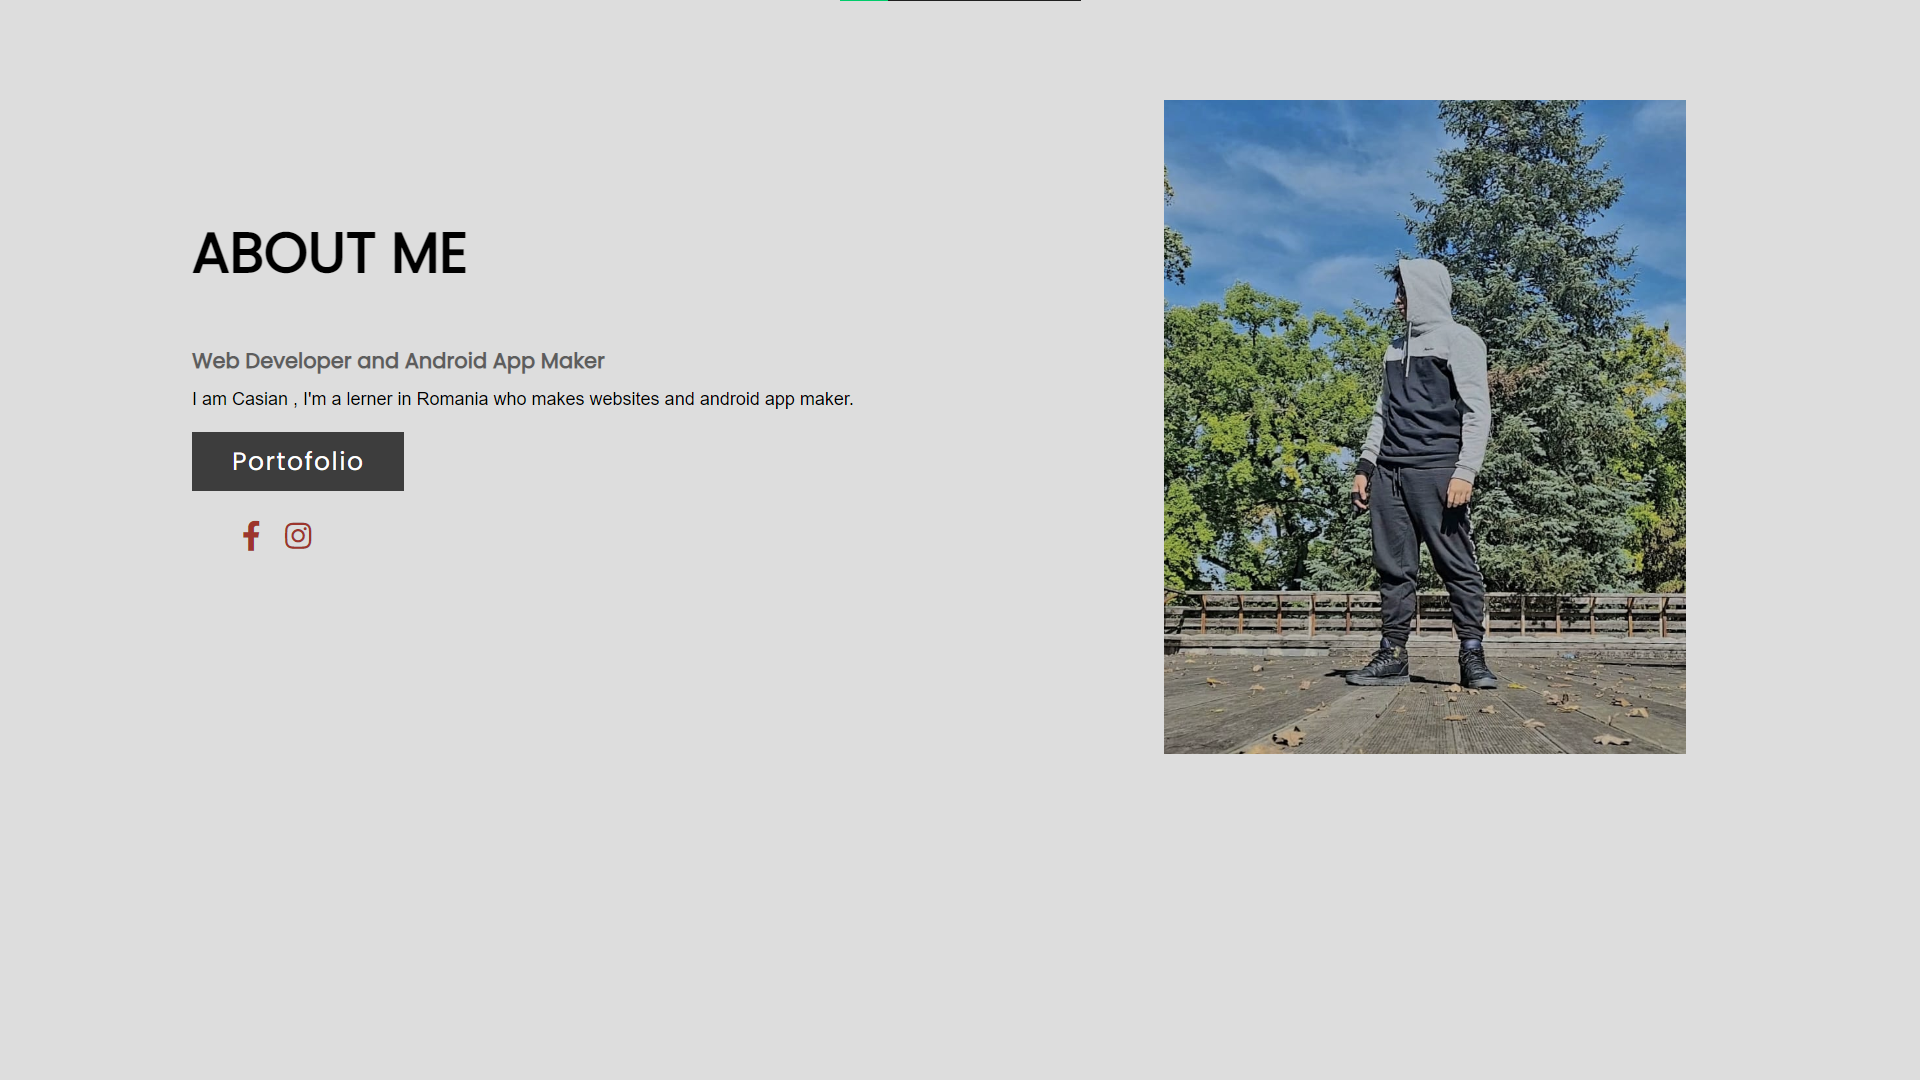 ABOUT ME
Web Developer and Android App Maker
I am Casian , I'm a lerner in Romania who makes websites and android app maker.
Portofolio